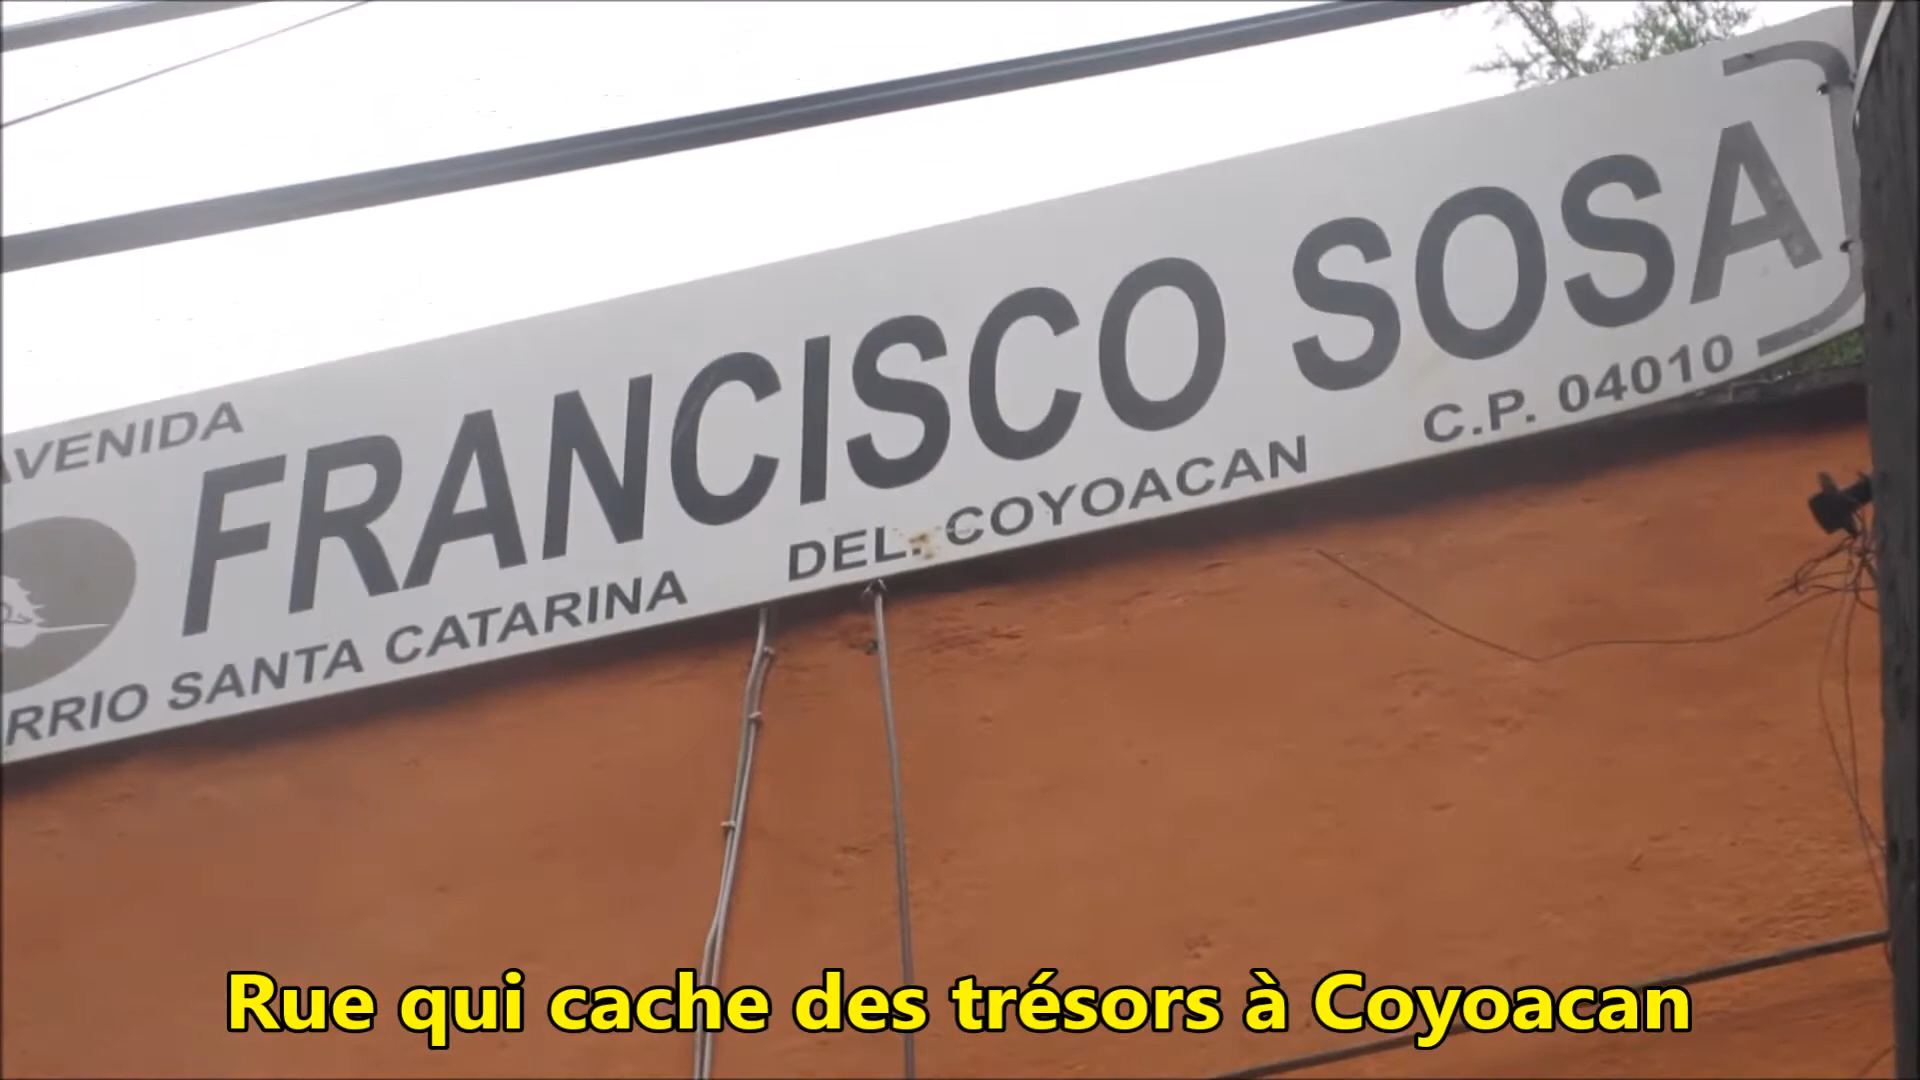 AVENIDA
FRANCISCO SOSA
RRIO SANTA CATARINA DEL. COYOACAN C.P. 04010
Rue qui cache des trésors à Coyoacan